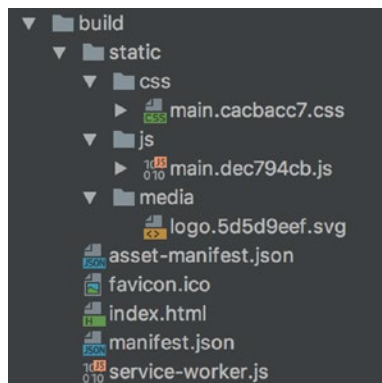 build
static
css
main.cacbacc7.css
js
main.dec794cb.js
media
logo.5d5d9eef.svg
asset-manifest.json
favicon.ico
index.html
manifest.json
service-worker.js